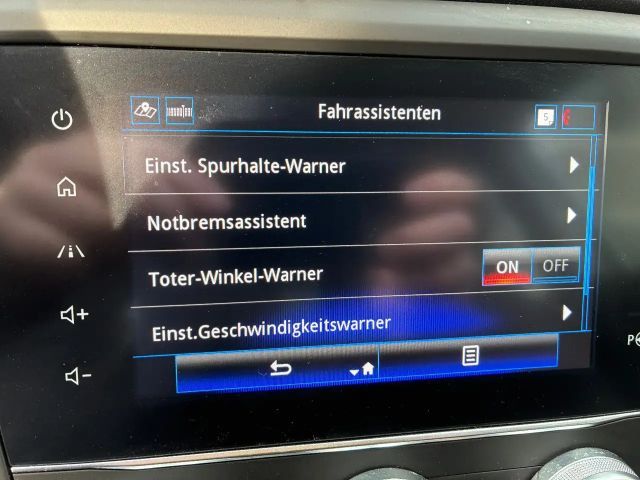 Fahrassistenten
Einst. Spurhalte-Warner
Notbremsassistent
Toter-Winkel-Warner ON OFF
Einst.Geschwindigkeitswarner